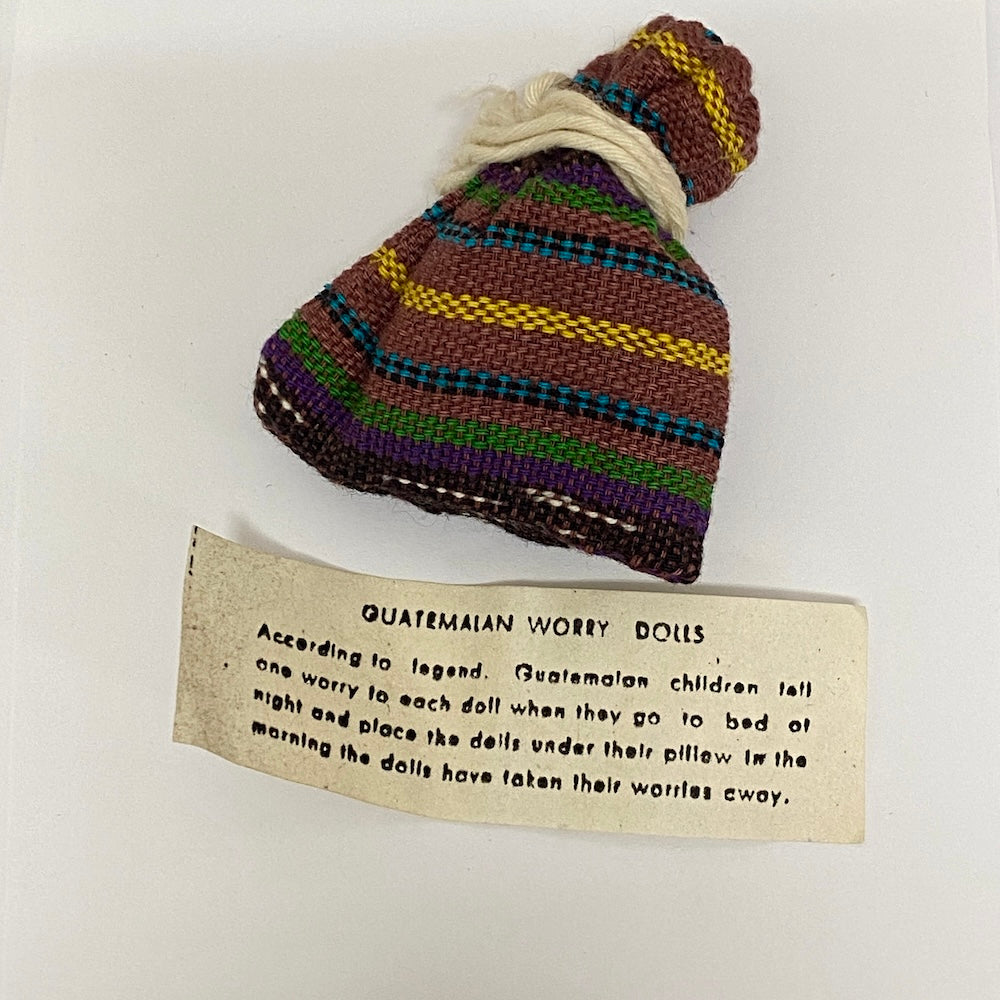 GUATEMALAN WORRY DOLLS
According to legend. Guatemalan children tell
one worry to each doll when they go to bed at
night and place the dolls under their pillow in the
morning the dolls have taken their worries away.